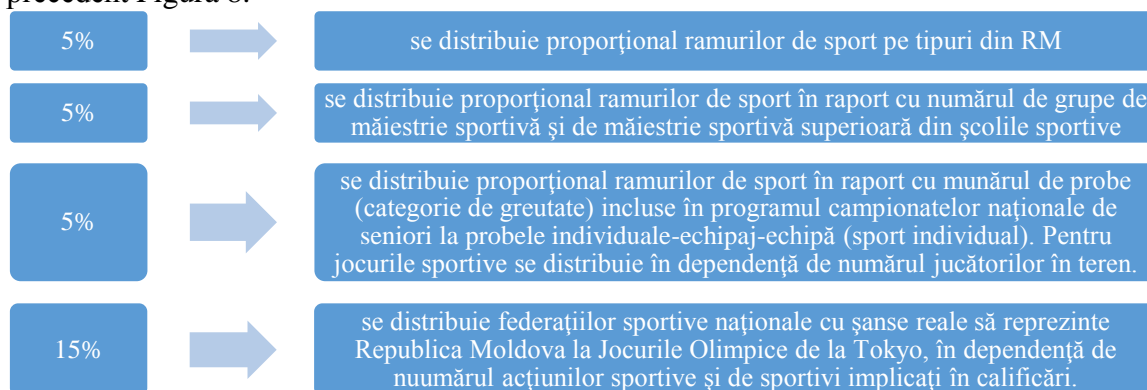 precedent Figura 8.
5%
se distribuie proporţional ramurilor de sport pe tipuri din RM
5%
se distribuie proporţional ramurilor de sport în raport cu numărul de grupe de
măiestrie sportivă şi de măiestrie sportivă superioară din şcolile sportive
5%
se distribuie proporţional ramurilor de sport în raport cu munărul de probe
(categorie de greutate) incluse în programul campionatelor naţionale de
seniori la probele individuale-echipaj-echipă (sport individual). Pentru
jocurile sportive se distribuie în dependenţă de numărul jucătorilor în teren.
15%
se distribuie federaţiilor sportive naţionale cu şanse reale să reprezinte
Republica Moldova la Jocurile Olimpice de la Tokyo, în dependenţă de
nuumărul acţiunilor sportive şi de sportivi implicaţi în calificări.